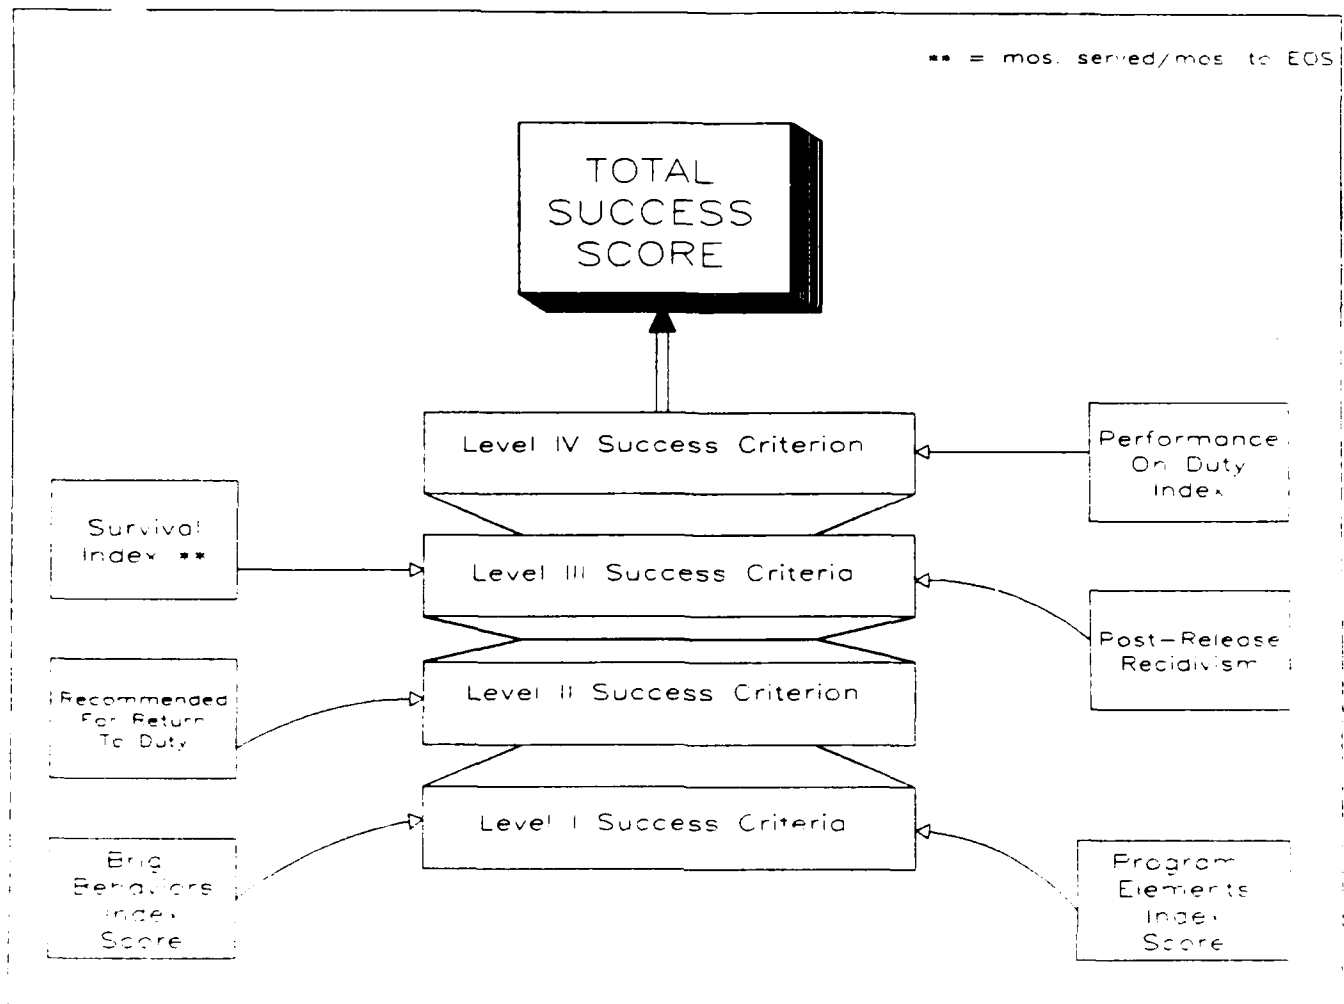 ** = mos. served/mos. to EOS
TOTAL
SUCCESS
SCORE
Level IV Success Criterion
Performance
On Duty
Index
Survival
Index **
Level III Success Criteria
Post-Release
Recidivism
Recommended
For Return
To Duty
Level II Success Criterion
Level I Success Criteria
Brig
Behaviors
Index
Score
Program
Elements
Index
Score